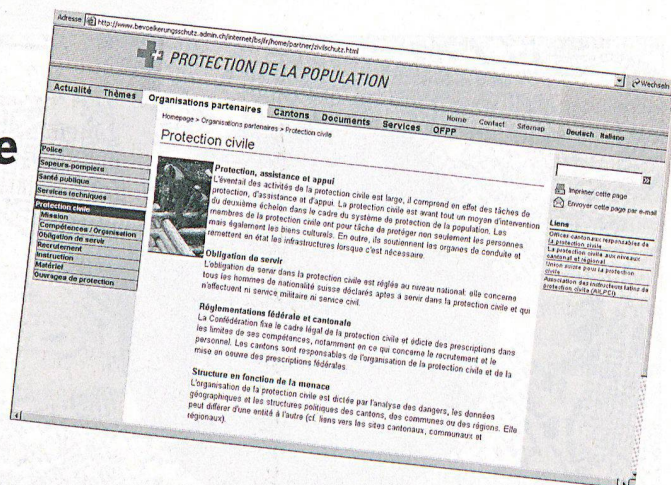 e
Adresse http://www.bevoelkerungsschutz.admin.ch/internet/bs/fr/home/partner/zivilschutz.html
Wechseln
PROTECTION DE LA POPULATION
Actualité Thèmes Organisations partenaires Cantons Documents Services OFPP
Home Contact Sitemap Deutsch Italiano
Homepage > Organisations partenaires > Protection civile
Protection civile
Police
Sapeurs-pompiers
Santé publique
Services techniques
Protection civile
Mission
Compétences / Organisation
Obligation de servir
Recrutement
Instruction
Matériel
Ouvrages de protection
Protection, assistance et appui
L'éventail des activités de la protection civile est large, il comprend en effet des tâches de
protection, d'assistance et d'appui. La protection civile est avant tout un moyen d'intervention
du deuxième échelon dans le cadre du système de protection de la population. Les
membres de la protection civile ont pour tâche de protéger non seulement les personnes
mais également les biens culturels. En outre, ils soutiennent les organes de conduite et
remettent en état les infrastructures lorsque c'est nécessaire.
Obligation de servir
L'obligation de servir dans la protection civile est réglée au niveau national: elle concerne
tous les hommes de nationalité suisse déclarés aptes à servir dans la protection civile et qui
n'effectuent ni service militaire ni service civil.
Réglementations fédérale et cantonale
La Confédération fixe le cadre légal de la protection civile et édicte des prescriptions dans
les limites de ses compétences, notamment en ce qui concerne le recrutement et le
personnel. Les cantons sont responsables de l'organisation de la protection civile et de la
mise en oeuvre des prescriptions fédérales.
Structure en fonction de la menace
L'organisation de la protection civile est dictée par l'analyse des dangers, les données
géographiques et les structures politiques des cantons, des communes ou des régions. Elle
peut différer d'une entité à l'autre (cf. liens vers les sites cantonaux, communaux et
régionaux).
Imprimer cette page
Envoyer cette page par e-mail
Liens
Offices cantonaux responsables de
la protection civile
La protection civile aux niveaux
cantonal et régional
Union suisse pour la protection
civile
Association des instructeurs latins de
protection civile (AILPCi)